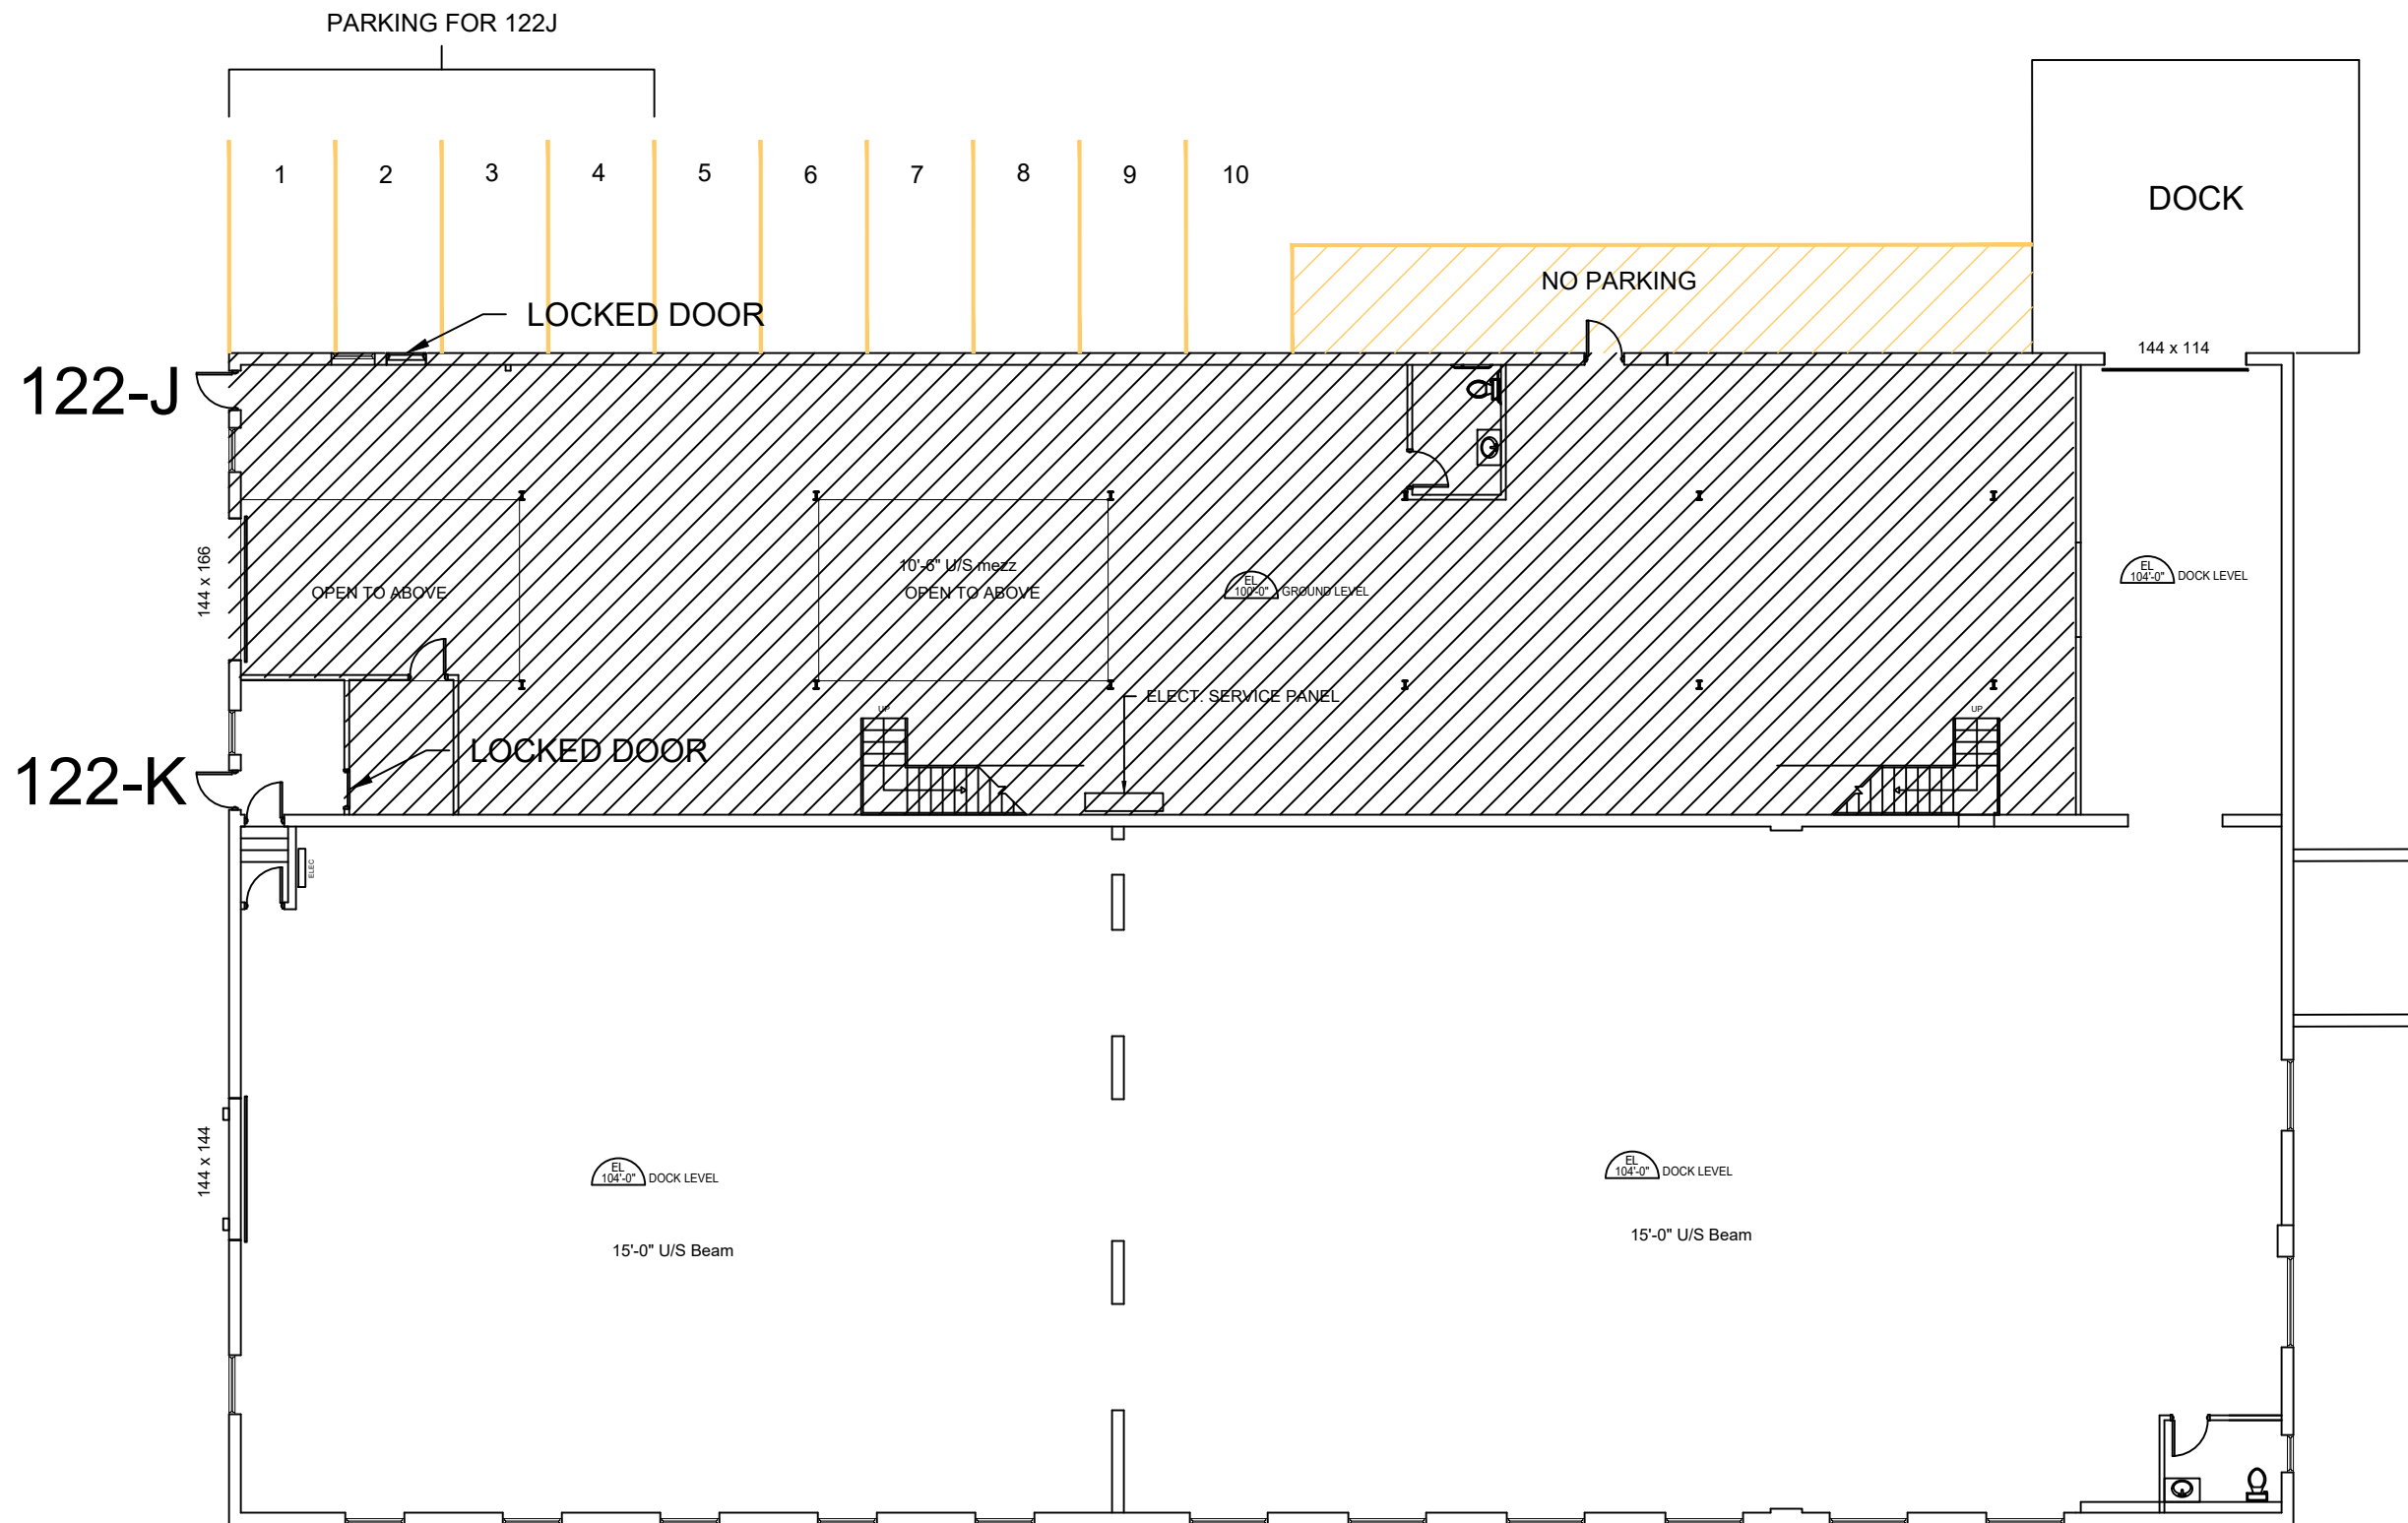 PARKING FOR 122J
1 2 3 4 5 6 7 8 9 10
DOCK
NO PARKING
LOCKED DOOR
144 x 114
122-J
144 x 166
OPEN TO ABOVE
10'-6" U/S mezz
OPEN TO ABOVE
EL
100'-0"
GROUND LEVEL
EL
104'-0"
DOCK LEVEL
ELECT. SERVICE PANEL
UP
UP
LOCKED DOOR
122-K
ELEC
144 x 144
EL
104'-0"
DOCK LEVEL
EL
104'-0"
DOCK LEVEL
15'-0" U/S Beam
15'-0" U/S Beam